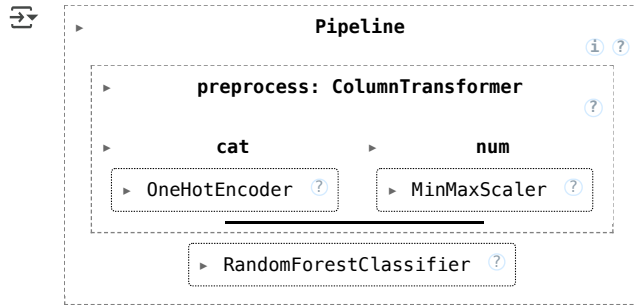 Pipeline
i ?
preprocess: ColumnTransformer
?
cat num
OneHotEncoder ? MinMaxScaler ?
RandomForestClassifier ?